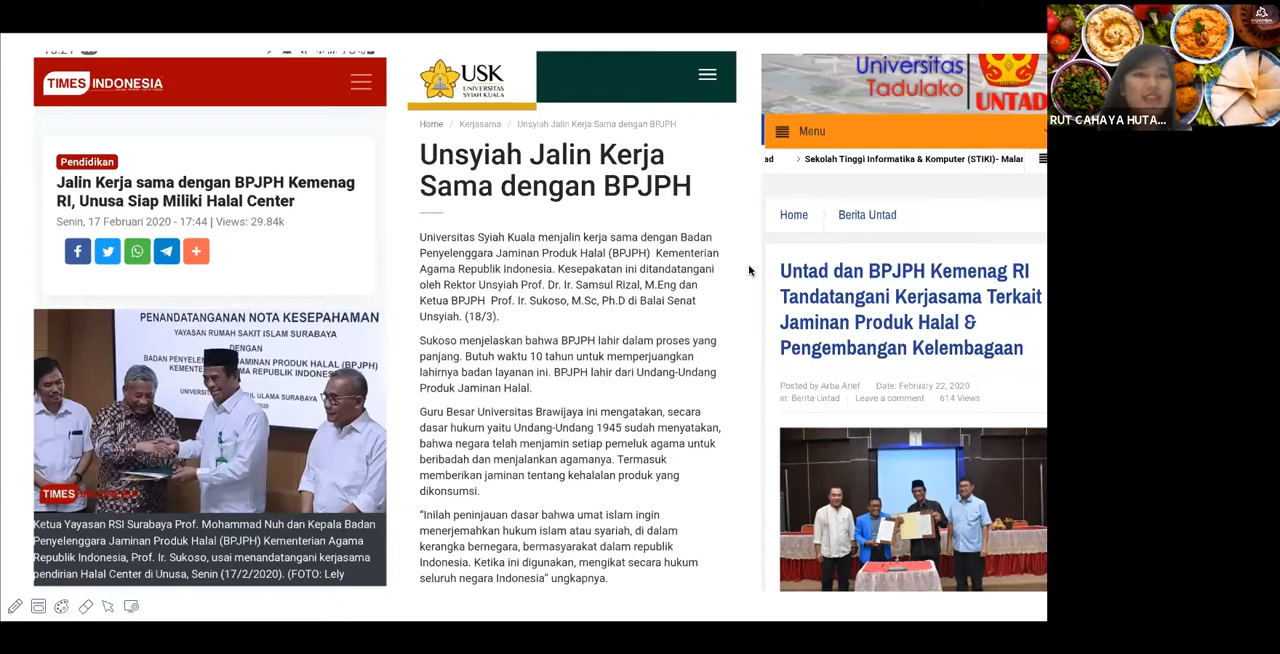 TIMES INDONESIA
Pendidikan
Jalin Kerja sama dengan BPJPH Kemenag
RI, Unusa Siap Miliki Halal Center
Senin, 17 Februari 2020 - 17:44 | Views: 29.84k
PENANDATANGANAN NOTA KESEPAHAMAN
YAYASAN RUMAH SAKIT ISLAM SURABAYA
DENGAN
BADAN PENYELENGGARA JAMINAN PRODUK HALAL (BPJPH)
TIMES
Ketua Yayasan RSI Surabaya Prof. Mohammad Nuh dan Kepala Badan
Penyelenggara Jaminan Produk Halal (BPJPH) Kementerian Agama
Republik Indonesia, Prof. Ir. Sukoso, usai menandatangani kerjasama
pendirian Halal Center di Unusa, Senin (17/2/2020). (FOTO: Lely
USK
UNIVERSITAS
SYIAH KUALA
Home / Kerjasama / Unsyiah Jalin Kerja Sama dengan BPJPH
Unsyiah Jalin Kerja
Sama dengan BPJPH
Universitas Syiah Kuala menjalin kerja sama dengan Badan
Penyelenggara Jaminan Produk Halal (BPJPH) Kementerian
Agama Republik Indonesia. Kesepakatan ini ditandatangani
oleh Rektor Unsyiah Prof. Dr. Ir. Samsul Rizal, M.Eng dan
Ketua BPJPH Prof. Ir. Sukoso, M.Sc, Ph.D di Balai Senat
Unsyiah. (18/3).
Sukoso menjelaskan bahwa BPJPH lahir dalam proses yang
panjang. Butuh waktu 10 tahun untuk memperjuangkan
lahirnya badan layanan ini. BPJPH lahir dari Undang-Undang
Produk Jaminan Halal.
Guru Besar Universitas Brawijaya ini mengatakan, secara
dasar hukum yaitu Undang-Undang 1945 sudah menyatakan,
bahwa negara telah menjamin setiap pemeluk agama untuk
beribadah dan menjalankan agamanya. Termasuk
memberikan jaminan tentang kehalalan produk yang
dikonsumsi.
“Inilah peninjauan dasar bahwa umat islam ingin
menerjemahkan hukum islam atau syariah, di dalam
kerangka bernegara, bermasyarakat dalam republik
Indonesia. Ketika ini digunakan, mengikat secara hukum
seluruh negara Indonesia” ungkapnya.
Universitas
Tadulako
UNTAD
Menu
ad > Sekolah Tinggi Informatika & Komputer (STIKI)- Malan
Home Berita Untad
Untad dan BPJPH Kemenag RI
Tandatangani Kerjasama Terkait
Jaminan Produk Halal &
Pengembangan Kelembagaan
Posted by Arba Arief Date: February 22, 2020
in: Berita Untad Leave a comment 614 Views
RUT CAHAYA HUTA...